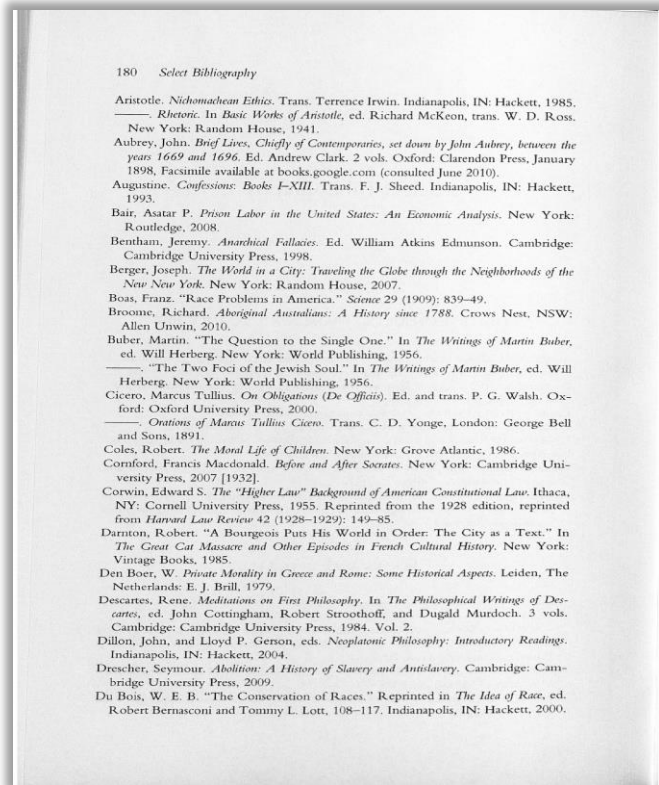 180 Select Bibliography
Aristotle. Nichomachean Ethics. Trans. Terrence Irwin. Indianapolis, IN: Hackett, 1985.
———. Rhetoric. In Basic Works of Aristotle, ed. Richard McKeon, trans. W. D. Ross.
New York: Random House, 1941.
Aubrey, John. Brief Lives, Chiefly of Contemporaries, set down by John Aubrey, between the
years 1669 and 1696. Ed. Andrew Clark. 2 vols. Oxford: Clarendon Press, January
1898, Facsimile available at books.google.com (consulted June 2010).
Augustine. Confessions: Books I–XIII. Trans. F. J. Sheed. Indianapolis, IN: Hackett,
1993.
Bair, Asatar P. Prison Labor in the United States: An Economic Analysis. New York:
Routledge, 2008.
Bentham, Jeremy. Anarchical Fallacies. Ed. William Atkins Edmunson. Cambridge:
Cambridge University Press, 1998.
Berger, Joseph. The World in a City: Traveling the Globe through the Neighborhoods of the
New New York. New York: Random House, 2007.
Boas, Franz. “Race Problems in America.” Science 29 (1909): 839–49.
Broome, Richard. Aboriginal Australians: A History since 1788. Crows Nest, NSW:
Allen Unwin, 2010.
Buber, Martin. “The Question to the Single One.” In The Writings of Martin Buber,
ed. Will Herberg. New York: World Publishing, 1956.
———. “The Two Foci of the Jewish Soul.” In The Writings of Martin Buber, ed. Will
Herberg. New York: World Publishing, 1956.
Cicero, Marcus Tullius. On Obligations (De Officiis). Ed. and trans. P. G. Walsh. Ox-
ford: Oxford University Press, 2000.
———. Orations of Marcus Tullius Cicero. Trans. C. D. Yonge, London: George Bell
and Sons, 1891.
Coles, Robert. The Moral Life of Children. New York: Grove Atlantic, 1986.
Cornford, Francis Macdonald. Before and After Socrates. New York: Cambridge Uni-
versity Press, 2007 [1932].
Corwin, Edward S. The “Higher Law” Background of American Constitutional Law. Ithaca,
NY: Cornell University Press, 1955. Reprinted from the 1928 edition, reprinted
from Harvard Law Review 42 (1928–1929): 149–85.
Darnton, Robert. “A Bourgeois Puts His World in Order: The City as a Text.” In
The Great Cat Massacre and Other Episodes in French Cultural History. New York:
Vintage Books, 1985.
Den Boer, W. Private Morality in Greece and Rome: Some Historical Aspects. Leiden, The
Netherlands: E. J. Brill, 1979.
Descartes, Rene. Meditations on First Philosophy. In The Philosophical Writings of Des-
cartes, ed. John Cottingham, Robert Stroothoff, and Dugald Murdoch. 3 vols.
Cambridge: Cambridge University Press, 1984. Vol. 2.
Dillon, John, and Lloyd P. Gerson, eds. Neoplatonic Philosophy: Introductory Readings.
Indianapolis, IN: Hackett, 2004.
Drescher, Seymour. Abolition: A History of Slavery and Antislavery. Cambridge: Cam-
bridge University Press, 2009.
Du Bois, W. E. B. “The Conservation of Races.” Reprinted in The Idea of Race, ed.
Robert Bernasconi and Tommy L. Lott, 108–117. Indianapolis, IN: Hackett, 2000.